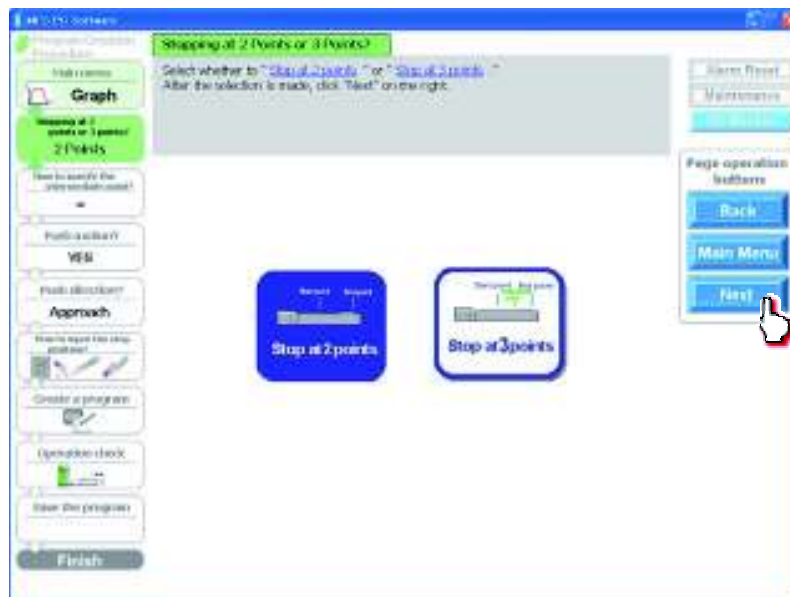 Program Creation
Procedure
Stopping at 2 Points or 3 Points?
Select whether to "Stop at 2 points" or "Stop at 3 points"
After the selection is made, click "Next" on the right.
Alarm Reset
Maintenance
Main menu
Graph
Stopping at 2
points or 3 points?
2 Points
How to specify the
intermediate point?
Push action?
YES
Push direction?
Approach
How to input the stop
position?
Create a program
Operation check
Save the program
Finish
Page operation
buttons
Back
Main Menu
Next
Stop at 2 points
Stop at 3 points